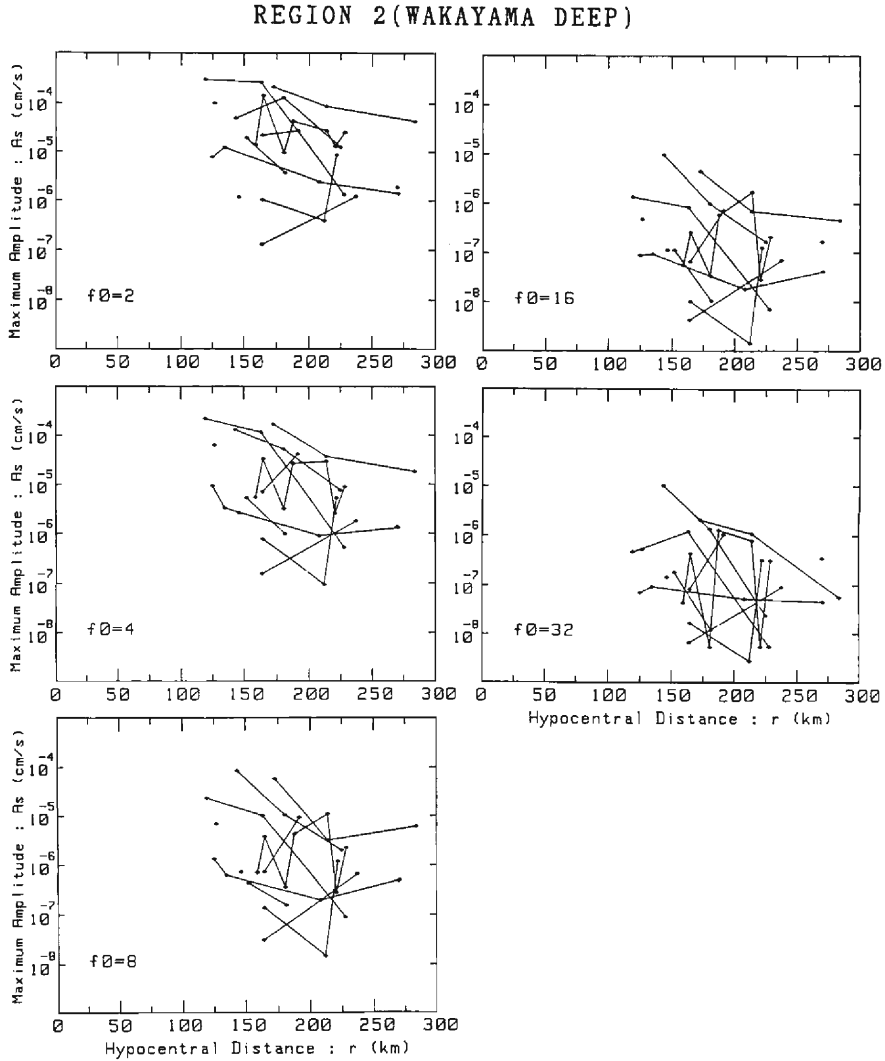 REGION 2(WAKAYAMA DEEP)
Maximum Amplitude : As (cm/s)
10^-4
10^-5
10^-6
10^-7
10^-8
f0=2
0 50 100 150 200 250 300
10^-4
10^-5
10^-6
10^-7
10^-8
f0=16
0 50 100 150 200 250 300
Maximum Amplitude : As (cm/s)
10^-4
10^-5
10^-6
10^-7
10^-8
f0=4
0 50 100 150 200 250 300
10^-4
10^-5
10^-6
10^-7
10^-8
f0=32
0 50 100 150 200 250 300
Hypocentral Distance : r (km)
Maximum Amplitude : As (cm/s)
10^-4
10^-5
10^-6
10^-7
10^-8
f0=8
0 50 100 150 200 250 300
Hypocentral Distance : r (km)